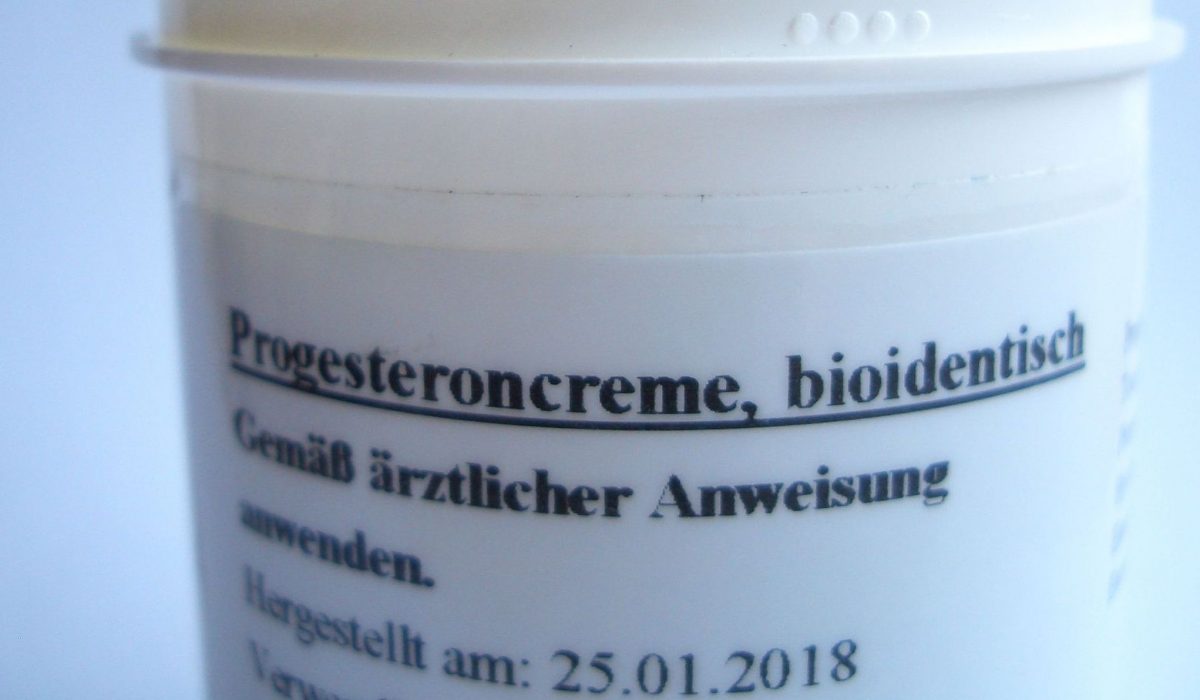 Progesteroncreme, bioidentisch
Gemäß ärztlicher Anweisung
anwenden.
Hergestellt am: 25.01.2018